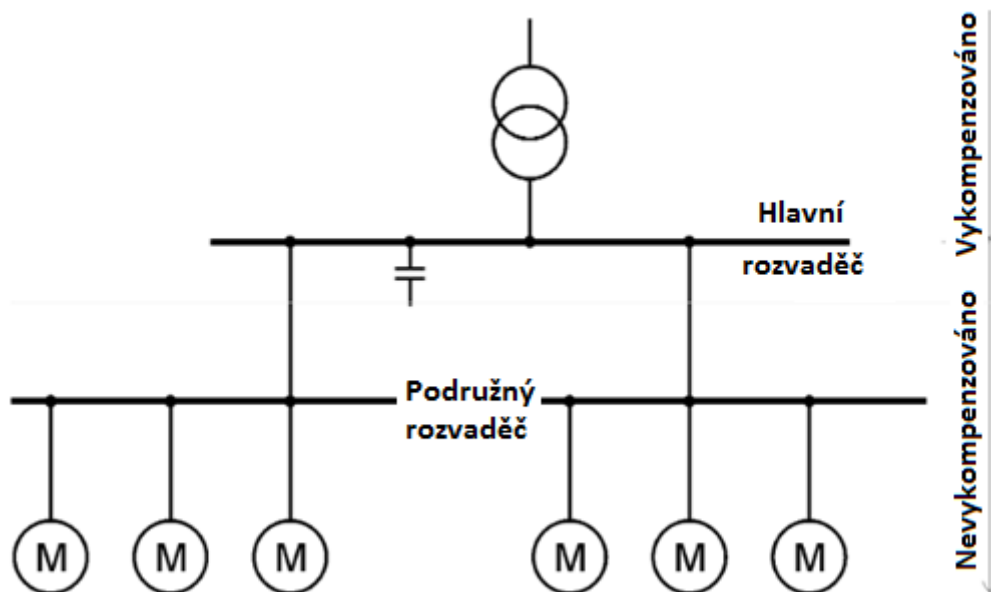 Hlavní
rozvaděč
Vykompenzováno
Podružný
rozvaděč
Nevykompenzováno
M
M
M
M
M
M